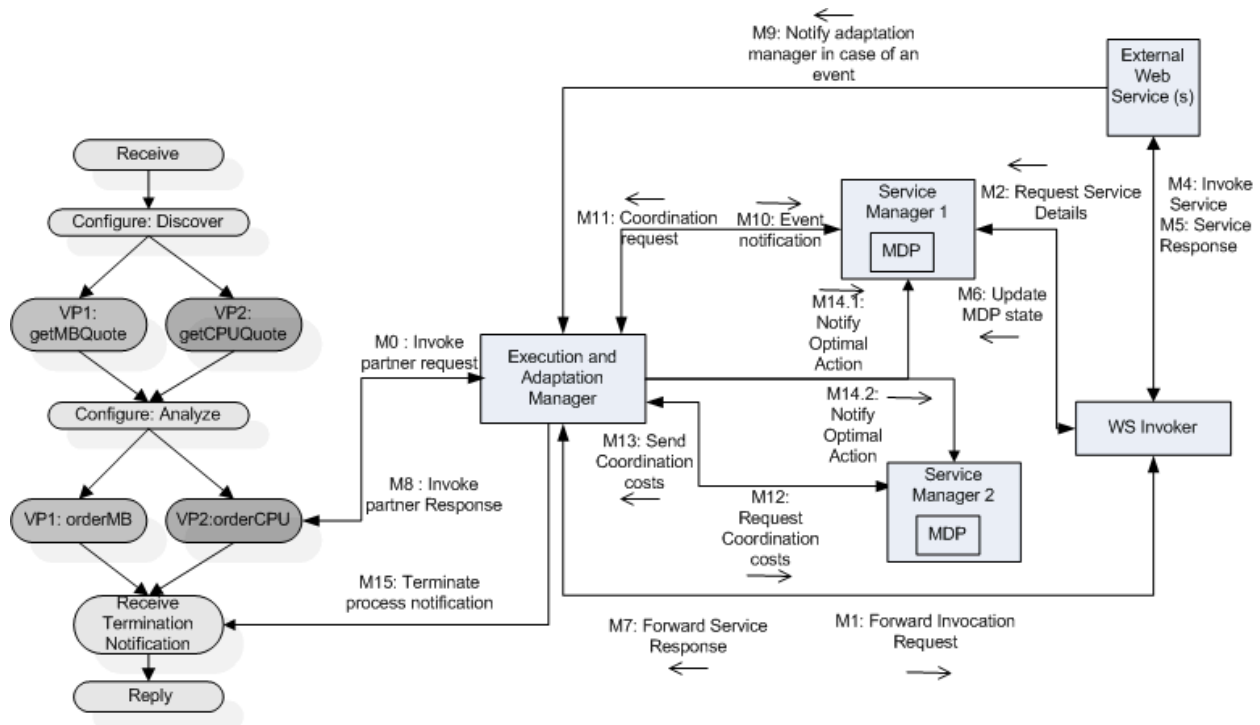 M9: Notify adaptation
manager in case of an
event
External
Web
Service (s)
Receive
Configure: Discover
VP1:
getMBQuote
VP2:
getCPUQuote
Configure: Analyze
VP1: orderMB
VP2:orderCPU
Receive
Termination
Notification
Reply
M0 : Invoke
partner request
M8 : Invoke
partner Response
M15: Terminate
process notification
Execution and
Adaptation
Manager
M11: Coordination
request
M10: Event
notification
Service
Manager 1
MDP
M2: Request Service
Details
M4: Invoke
Service
M5: Service
Response
M6: Update
MDP state
M14.1:
Notify
Optimal
Action
M14.2:
Notify
Optimal
Action
WS Invoker
M13: Send
Coordination
costs
M12:
Request
Coordination
costs
Service
Manager 2
MDP
M7: Forward Service
Response
M1: Forward Invocation
Request